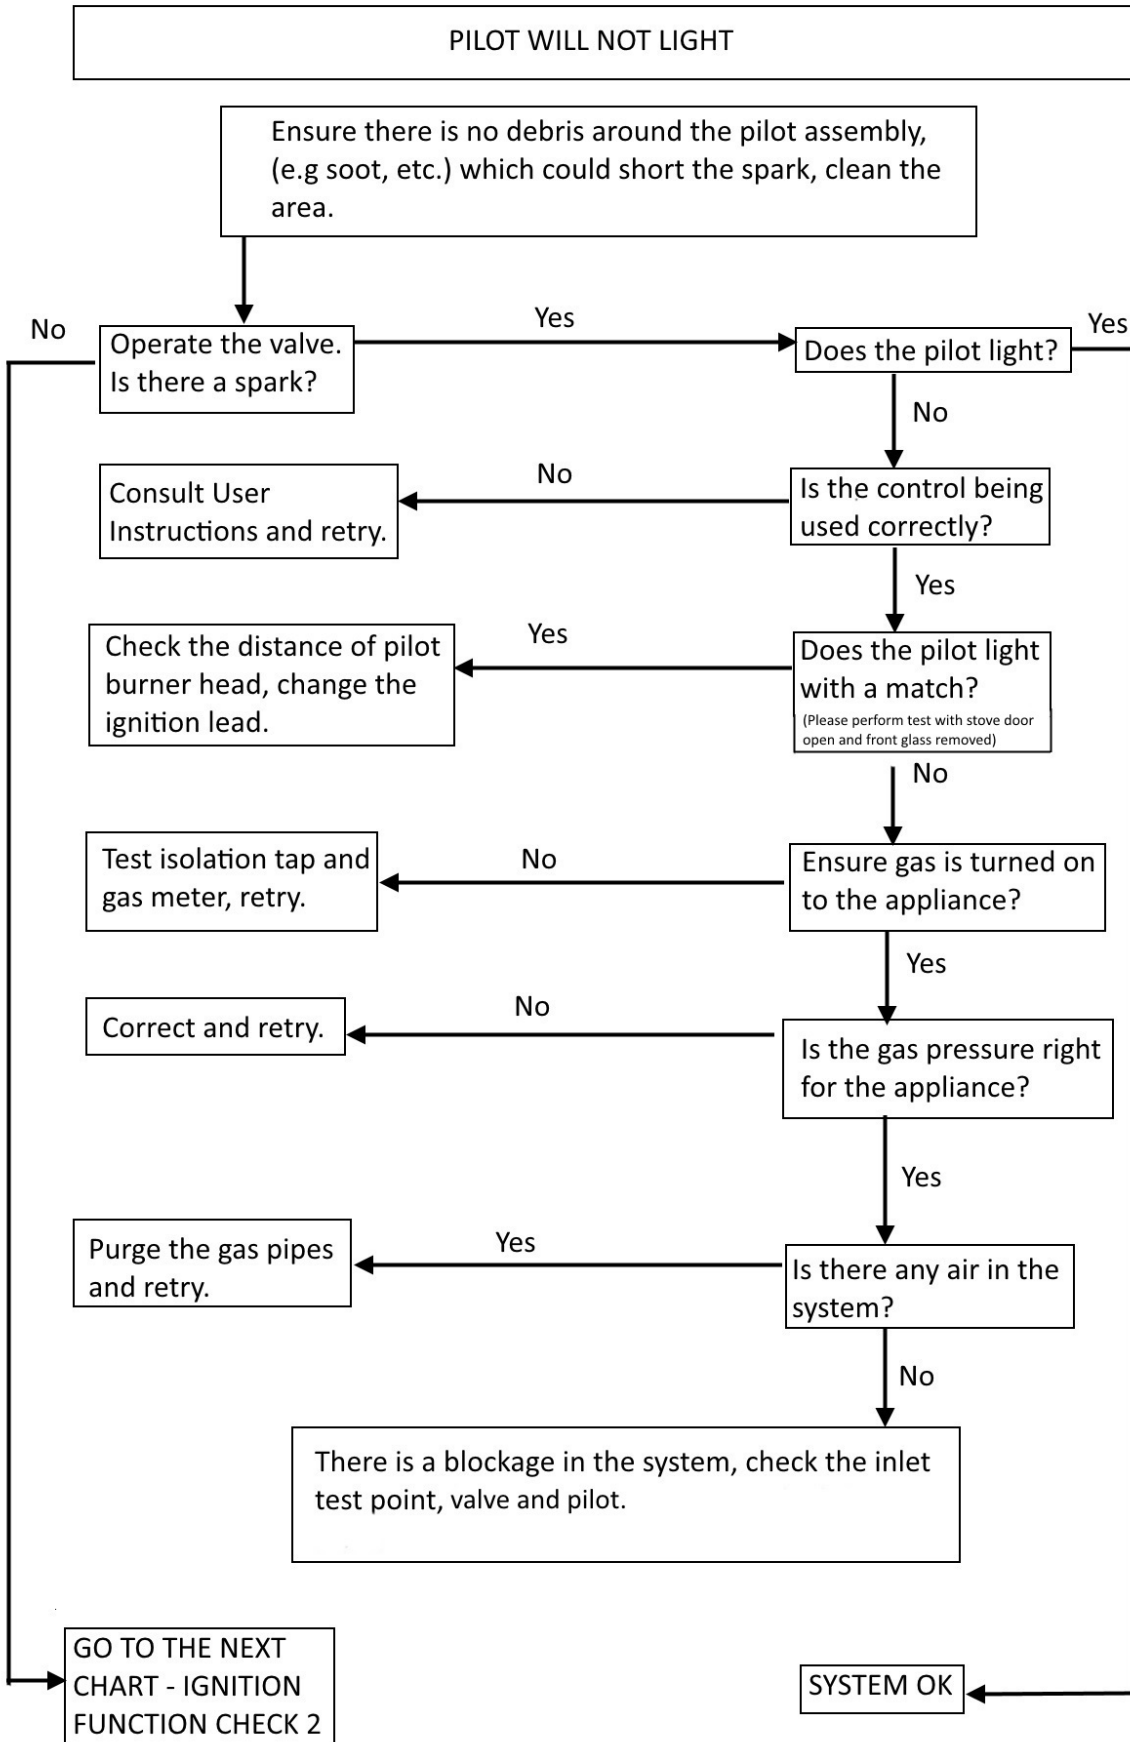 PILOT WILL NOT LIGHT
Ensure there is no debris around the pilot assembly,
(e.g soot, etc.) which could short the spark, clean the
area.
No
Operate the valve.
Is there a spark?
Yes
Does the pilot light?
Yes
No
Consult User
Instructions and retry.
No
Is the control being
used correctly?
Yes
Check the distance of pilot
burner head, change the
ignition lead.
Yes
Does the pilot light
with a match?
(Please perform test with stove door
open and front glass removed)
No
Test isolation tap and
gas meter, retry.
No
Ensure gas is turned on
to the appliance?
Yes
Correct and retry.
No
Is the gas pressure right
for the appliance?
Yes
Purge the gas pipes
and retry.
Yes
Is there any air in the
system?
No
There is a blockage in the system, check the inlet
test point, valve and pilot.
GO TO THE NEXT
CHART - IGNITION
FUNCTION CHECK 2
SYSTEM OK